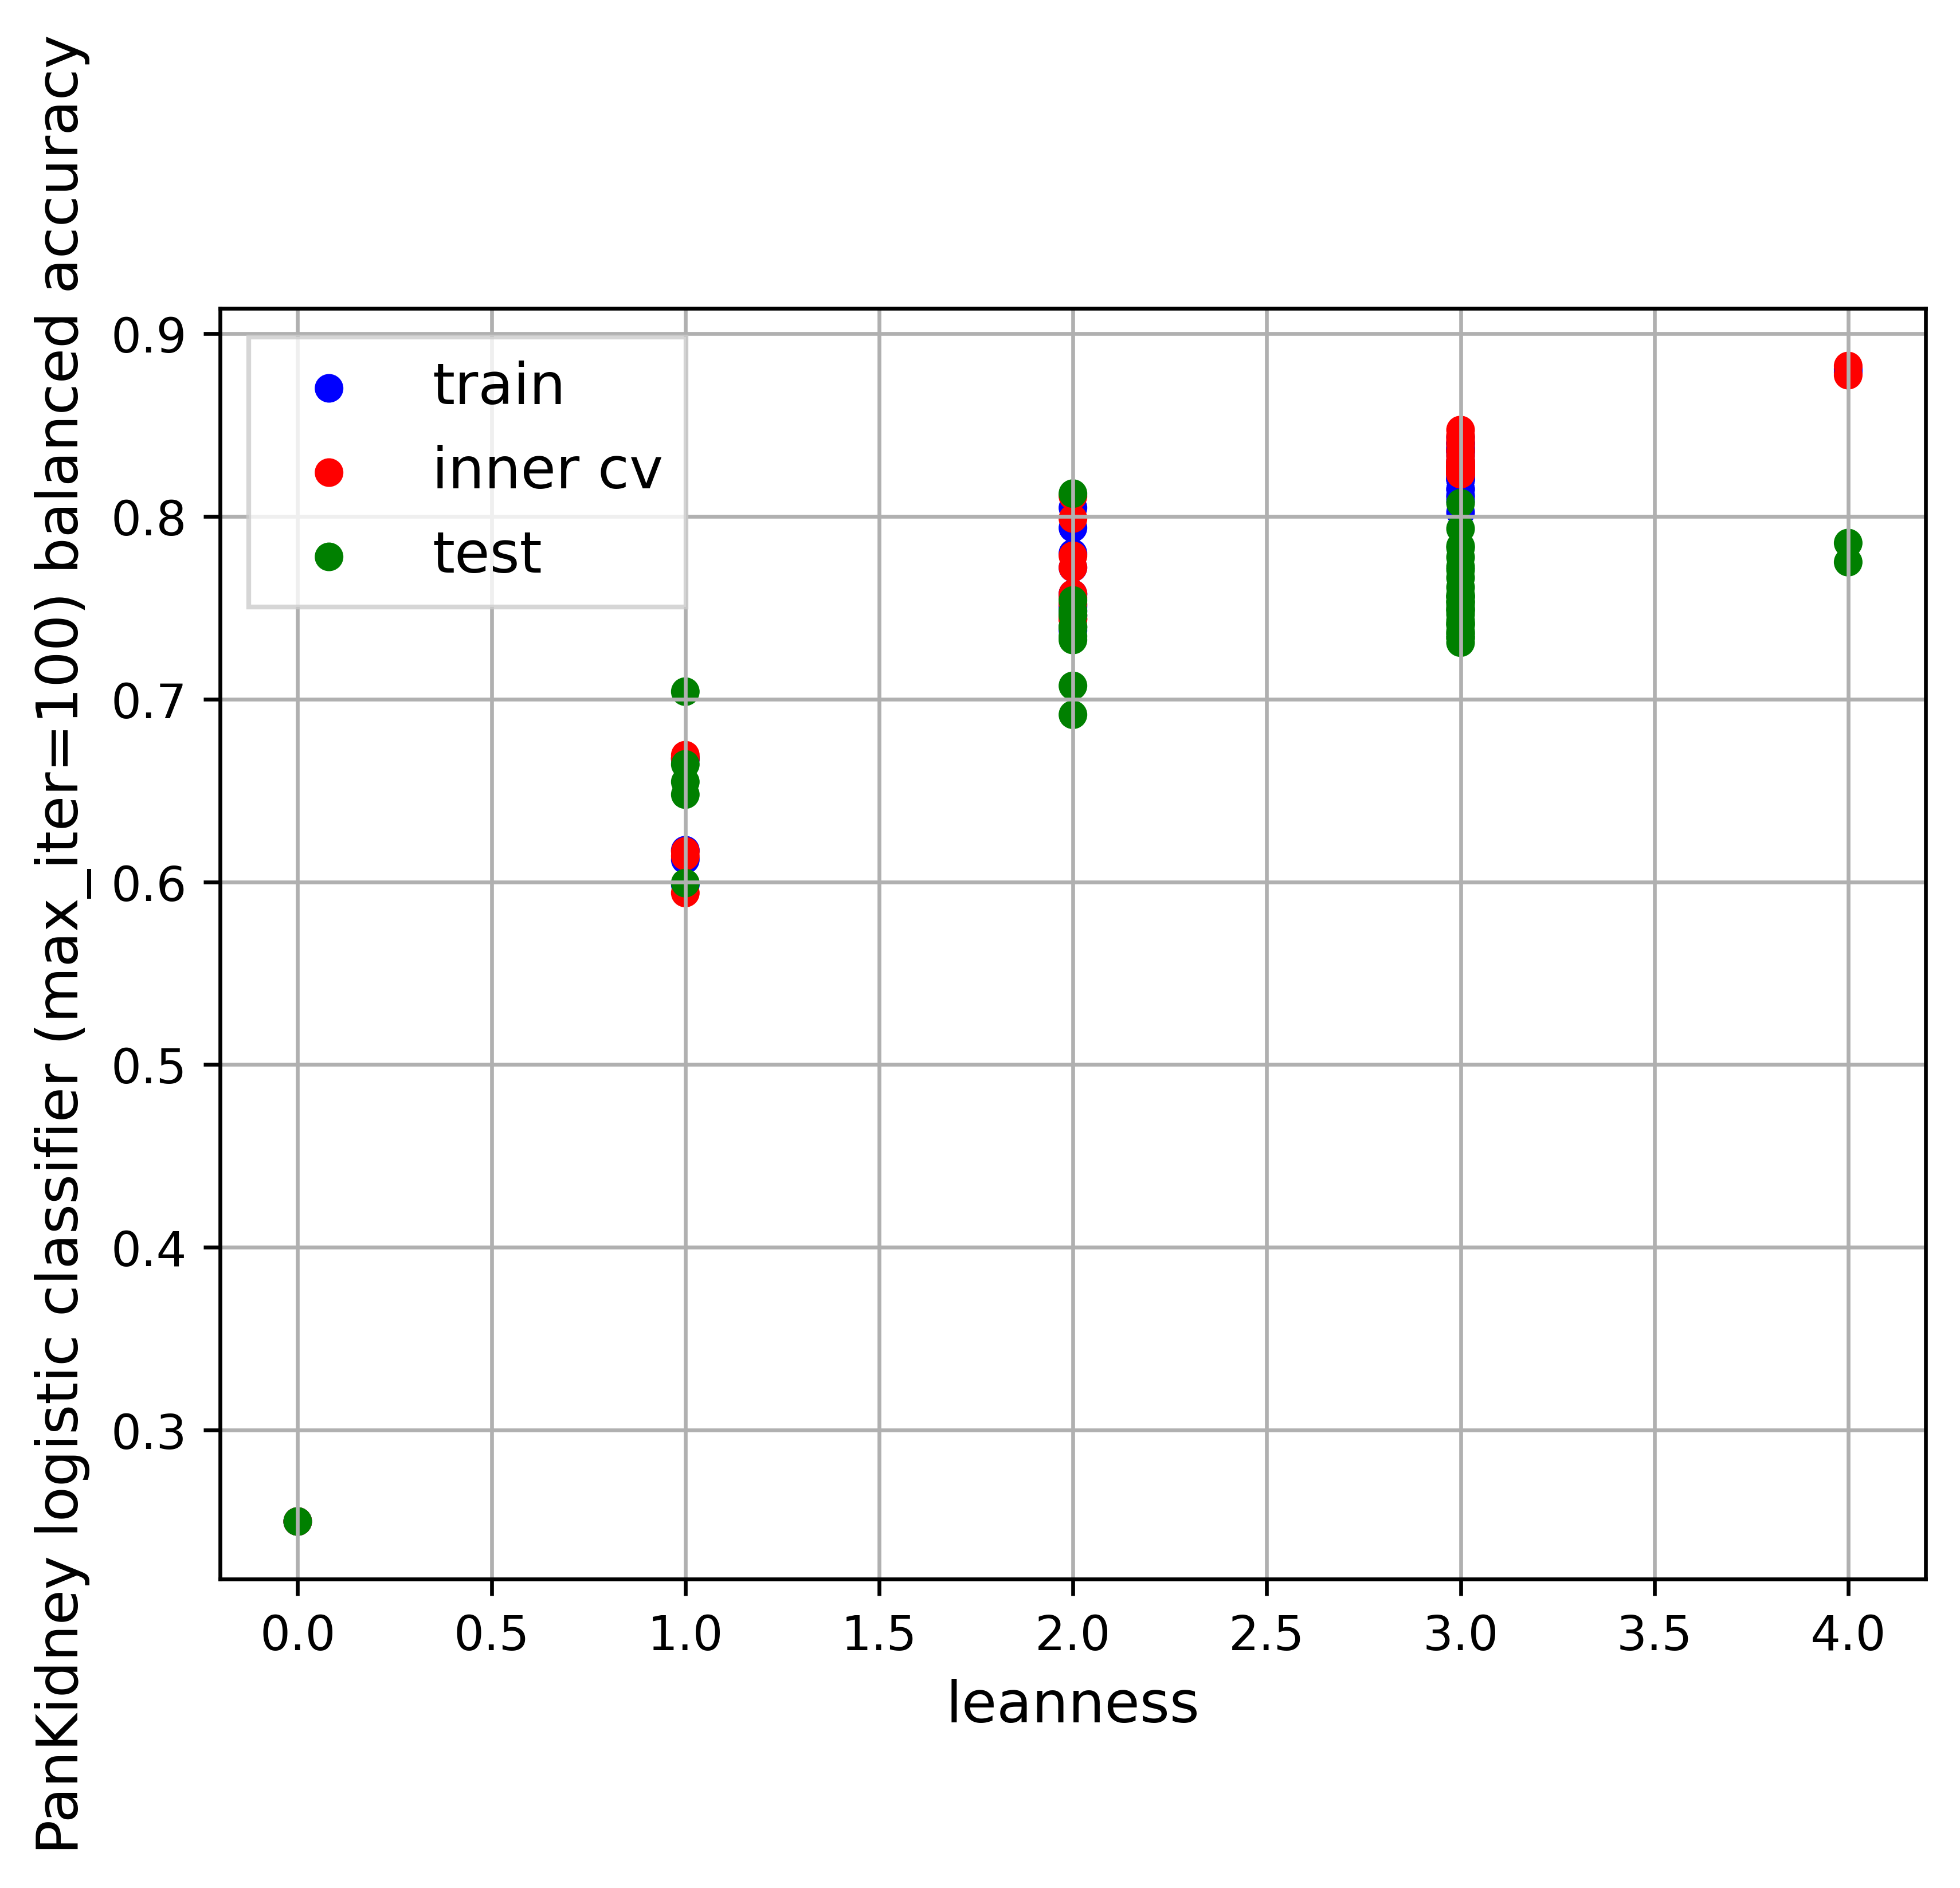 PanKidney logistic classifier (max_iter=100) balanced accuracy
0.9
0.8
0.7
0.6
0.5
0.4
0.3
train
inner cv
test
0.0 0.5 1.0 1.5 2.0 2.5 3.0 3.5 4.0
leanness